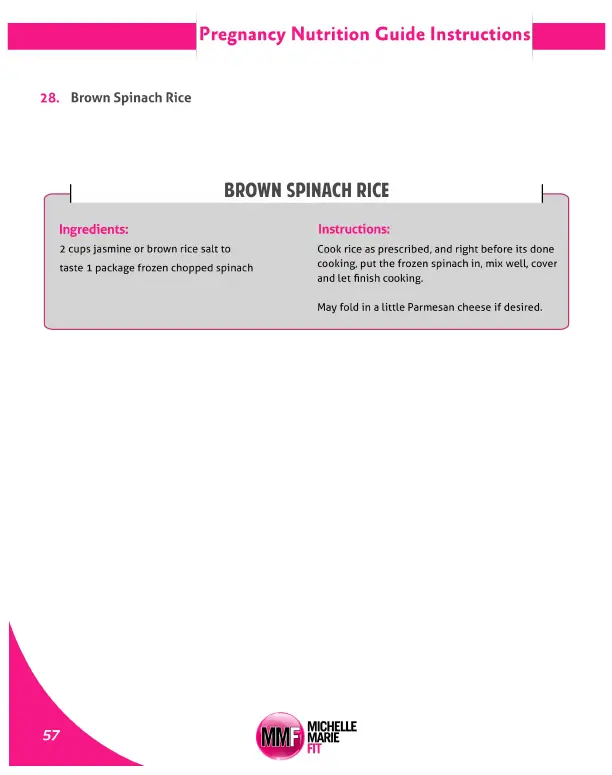 Pregnancy Nutrition Guide Instructions
28. Brown Spinach Rice
BROWN SPINACH RICE
Ingredients:
2 cups jasmine or brown rice salt to
taste 1 package frozen chopped spinach
Instructions:
Cook rice as prescribed, and right before its done
cooking, put the frozen spinach in, mix well, cover
and let finish cooking.
May fold in a little Parmesan cheese if desired.
57
MMF
MICHELLE
MARIE
FIT